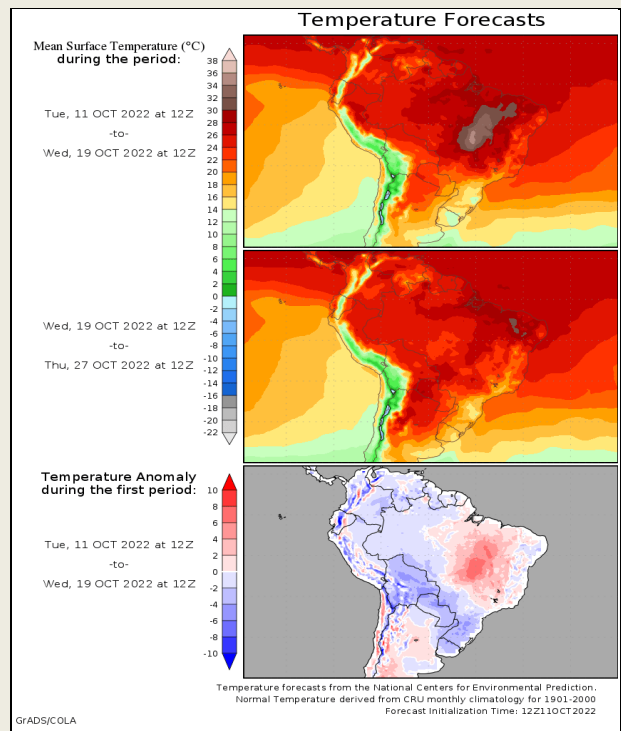 Temperature Forecasts
Mean Surface Temperature (°C)
during the period:
Tue, 11 OCT 2022 at 12Z
-to-
Wed, 19 OCT 2022 at 12Z
38
36
34
32
30
28
26
24
22
20
18
16
14
12
10
8
6
4
2
0
-2
-4
-6
-8
-10
-12
-14
-16
-18
-20
-22
Wed, 19 OCT 2022 at 12Z
-to-
Thu, 27 OCT 2022 at 12Z
Temperature Anomaly
during the first period:
Tue, 11 OCT 2022 at 12Z
-to-
Wed, 19 OCT 2022 at 12Z
10
8
6
4
2
0
-2
-4
-6
-8
-10
Temperature forecasts from the National Centers for Environmental Prediction.
Normal Temperature derived from CRU monthly climatology for 1901-2000
Forecast Initialization Time: 12Z11OCT2022
GrADS/COLA